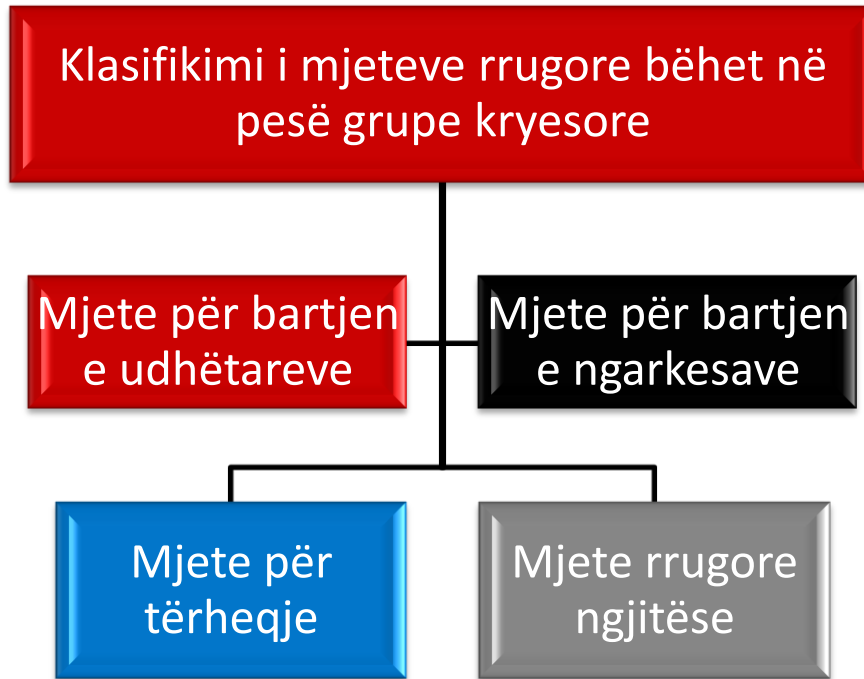 Klasifikimi i mjeteve rrugore bëhet në
pesë grupe kryesore
Mjete për bartjen
e udhëtareve
Mjete për bartjen
e ngarkesave
Mjete për
tërheqje
Mjete rrugore
ngjitëse